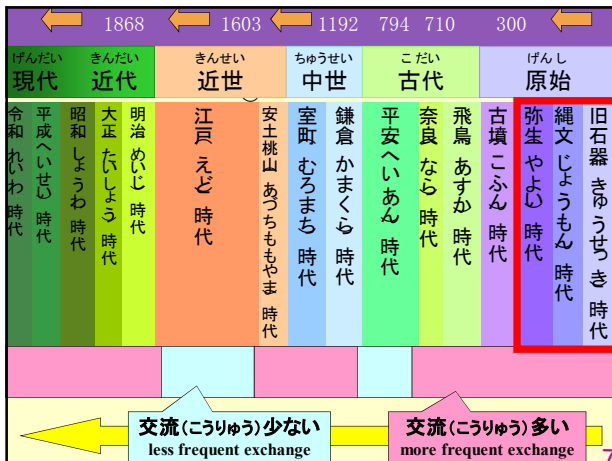 1868 1603 1192 794 710 300
げんだい きんだい きんせい ちゅうせい こだい げんし
現代 近代 近世 中世 古代 原始
令和 れいわ 時代
平成 へいせい 時代
昭和 しょうわ 時代
大正 たいしょう 時代
明治 めいじ 時代
江戸 えど 時代
安土桃山 あづちももやま 時代
室町 むろまち 時代
鎌倉 かまくら 時代
平安 へいあん 時代
奈良 なら 時代
飛鳥 あすか 時代
古墳 こふん 時代
弥生 やよい 時代
縄文 じょうもん 時代
旧石器 きゅうせっき 時代
交流(こうりゅう)少ない
less frequent exchange
交流(こうりゅう)多い
more frequent exchange
7